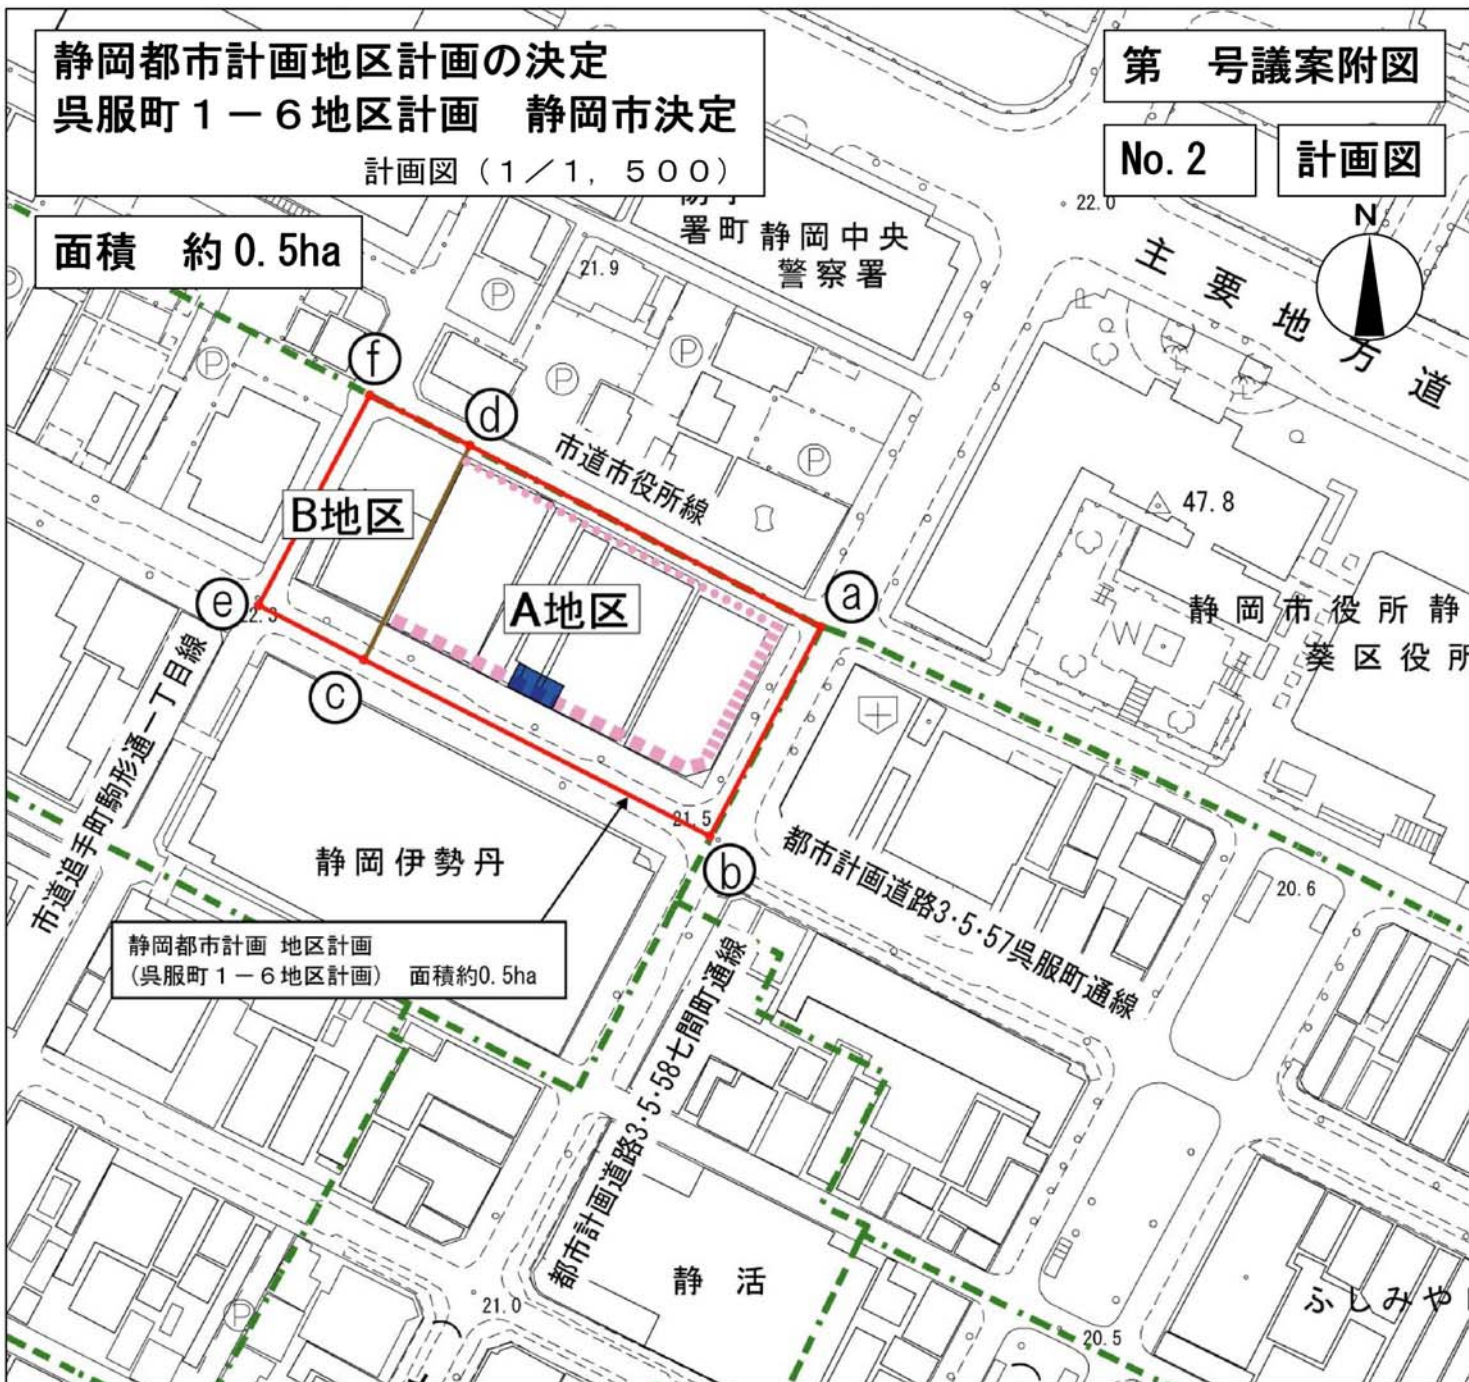 静岡都市計画地区計画の決定
呉服町１－６地区計画　静岡市決定
計画図（１／１，５００）
第　号議案附図
No.2
計画図
面積　約0.5ha
N
22.0
署町
静岡中央
警察署
主要地方道
21.9
P
P
P
P
P
f
d
市道市役所線
B地区
A地区
47.8
a
e
22.3
静岡市役所静
葵区役所
W
c
市道追手町駒形通一丁目線
21.5
b
静岡伊勢丹
都市計画道路3・5・57呉服町通線
20.6
静岡都市計画 地区計画
（呉服町１－６地区計画）　面積約0.5ha
都市計画道路3・5・58七間町通線
静活
21.0
P
20.5
ふしみや